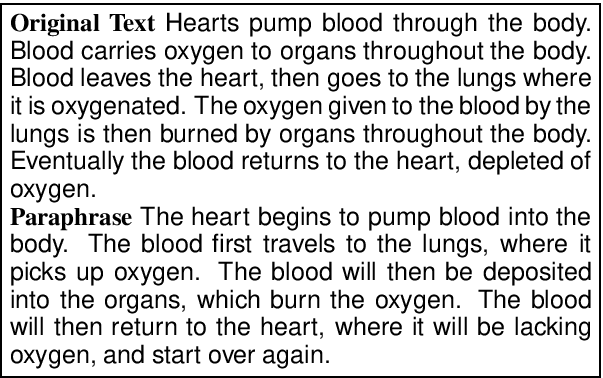 Original Text Hearts pump blood through the body.
Blood carries oxygen to organs throughout the body.
Blood leaves the heart, then goes to the lungs where
it is oxygenated. The oxygen given to the blood by the
lungs is then burned by organs throughout the body.
Eventually the blood returns to the heart, depleted of
oxygen.
Paraphrase The heart begins to pump blood into the
body. The blood first travels to the lungs, where it
picks up oxygen. The blood will then be deposited
into the organs, which burn the oxygen. The blood
will then return to the heart, where it will be lacking
oxygen, and start over again.